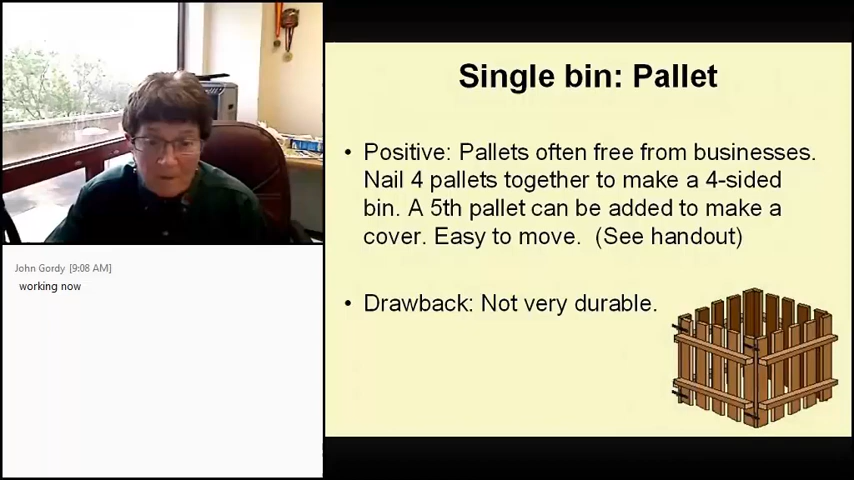 John Gordy [9:08 AM]
working now
Single bin: Pallet
• Positive: Pallets often free from businesses.
Nail 4 pallets together to make a 4-sided
bin. A 5th pallet can be added to make a
cover. Easy to move. (See handout)
• Drawback: Not very durable.